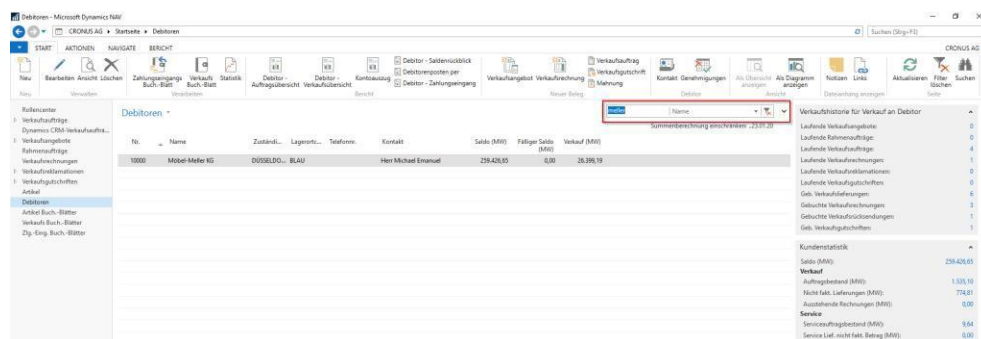 Debitoren - Microsoft Dynamics NAV
CRONUS AG ▸ Startseite ▸ Debitoren
Suchen (Strg+F3)
START AKTIONEN NAVIGATE BERICHT
CRONUS AG
Neu
Bearbeiten Ansicht Löschen
Zahlungseingangs Buch.-Blatt
Verkaufs Buch.-Blatt
Statistik
Debitor - Auftragsübersicht
Debitor - Verkaufsübersicht
Kontoauszug
Debitor - Saldenrückblick
Debitorenposten per
Debitor - Zahlungseingang
Verkaufsangebot Verkaufsrechnung
Verkaufsauftrag
Verkaufsgutschrift
Mahnung
Kontakt Genehmigungen
Als Übersicht anzeigen
Als Diagramm anzeigen
Notizen Links
Aktualisieren
Filter löschen
Suchen
Neu Verwalten Verarbeiten Bericht Neuer Beleg Debitor Ansicht Dateianhang anzeigen Seite
Rollencenter
Verkaufsaufträge
Dynamics CRM-Verkaufsaufträ...
Verkaufsangebote
Rahmenaufträge
Verkaufsrechnungen
Verkaufsreklamationen
Verkaufsgutschriften
Artikel
Debitoren
Artikel Buch.-Blätter
Verkaufs Buch.-Blätter
Zlg.-Eing. Buch.-Blätter
Debitoren
meller Name
Summenberechnung einschränken ..23.01.20
Nr. Name Zuständi... Lagerortc... Telefonnr. Kontakt Saldo (MW) Fälliger Saldo (MW) Verkauf (MW)
10000 Möbel-Meller KG DÜSSELDO... BLAU Herr Michael Emanuel 259.426,65 0,00 26.399,19
Verkaufshistorie für Verkauf an Debitor
Laufende Verkaufsangebote: 0
Laufende Rahmenaufträge: 0
Laufende Verkaufsaufträge: 4
Laufende Verkaufsrechnungen: 1
Laufende Verkaufsreklamationen: 0
Laufende Verkaufsgutschriften: 0
Geb. Verkaufslieferungen: 6
Gebuchte Verkaufsrechnungen: 3
Gebuchte Verkaufsrücksendungen: 1
Geb. Verkaufsgutschriften: 1
Kundenstatistik
Saldo (MW): 259.426,65
Verkauf
Auftragsbestand (MW): 1.535,10
Nicht fakt. Lieferungen (MW): 774,81
Ausstehende Rechnungen (MW): 0,00
Service
Serviceauftragsbestand (MW): 9,64
Service Lief. nicht fakt. Betrag (MW): 0,00